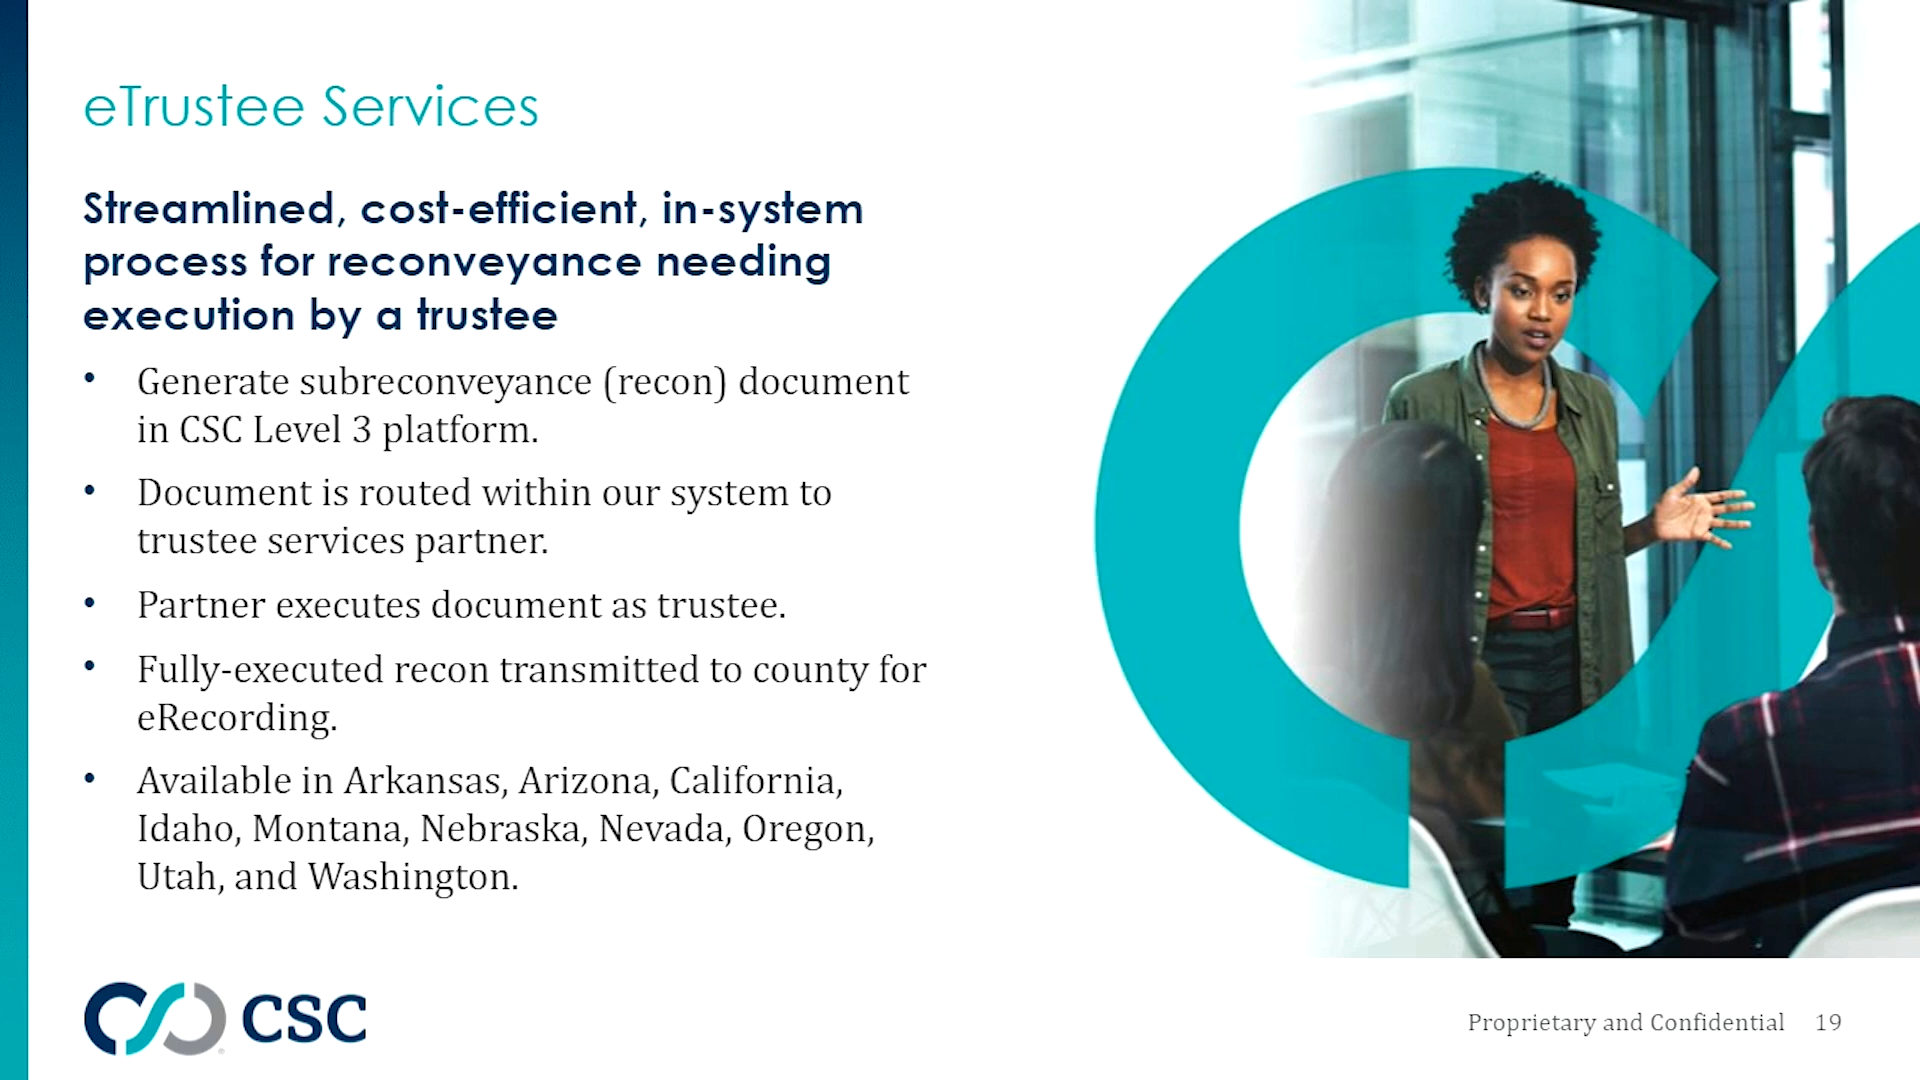 eTrustee Services
Streamlined, cost-efficient, in-system
process for reconveyance needing
execution by a trustee
• Generate subreconveyance (recon) document
in CSC Level 3 platform.
• Document is routed within our system to
trustee services partner.
• Partner executes document as trustee.
• Fully-executed recon transmitted to county for
eRecording.
• Available in Arkansas, Arizona, California,
Idaho, Montana, Nebraska, Nevada, Oregon,
Utah, and Washington.
CSC
Proprietary and Confidential 19